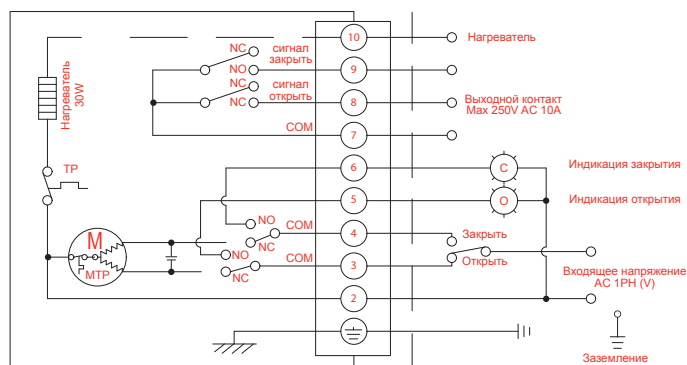 10
Нагреватель
NC
сигнал
закрыть
NO
9
NC
сигнал
открыть
NC
8
Выходной контакт
Max 250V AC 10A
Нагреватель
30W
COM
7
TP
6
C
Индикация закрытия
5
O
Индикация открытия
NO
COM
4
Закрыть
NC
M
MTP
NO
COM
3
Открыть
NC
Входящее напряжение
AC 1PH (V)
2
Заземление